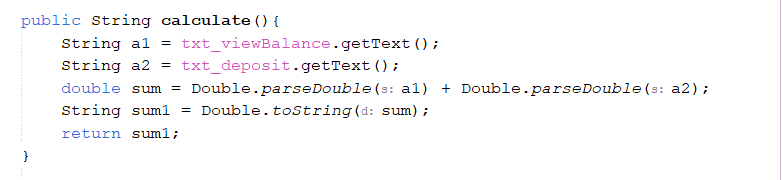 public String calculate(){
String a1 = txt_viewBalance.getText();
String a2 = txt_deposit.getText();
double sum = Double.parseDouble(s: a1) + Double.parseDouble(s: a2);
String sum1 = Double.toString(d: sum);
return sum1;
}